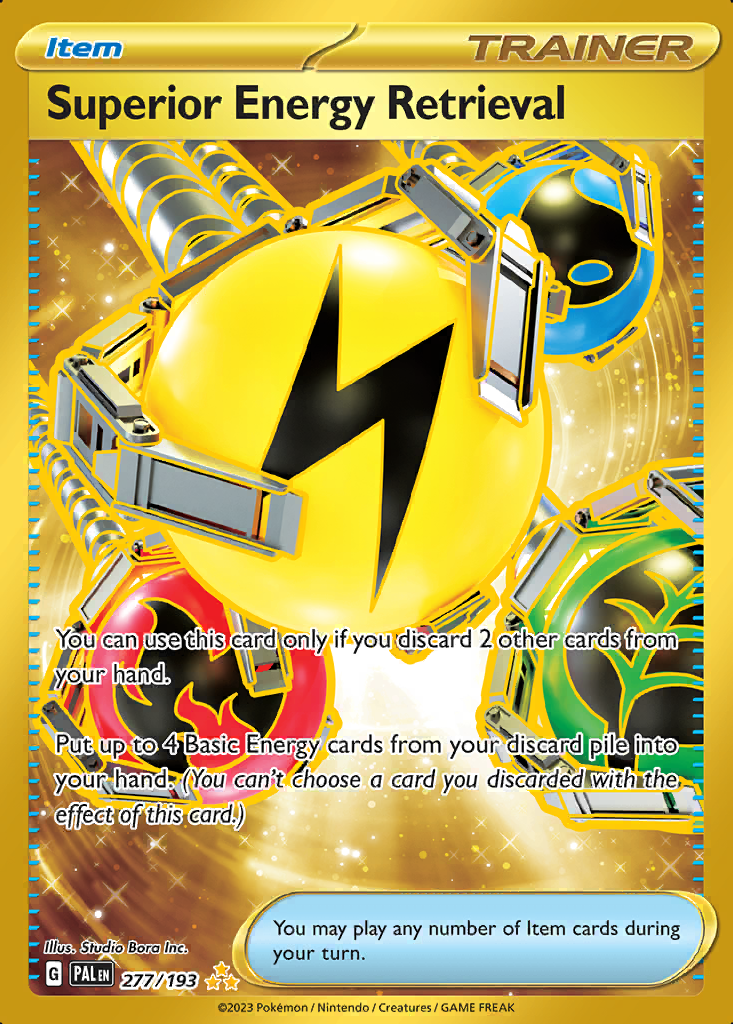 Item
TRAINER
Superior Energy Retrieval
You can use this card only if you discard 2 other cards from
your hand.
Put up to 4 Basic Energy cards from your discard pile into
your hand. (You can't choose a card you discarded with the
effect of this card.)
You may play any number of Item cards during
your turn.
Illus. Studio Bora Inc.
G PAL EN 277/193
©2023 Pokémon / Nintendo / Creatures / GAME FREAK